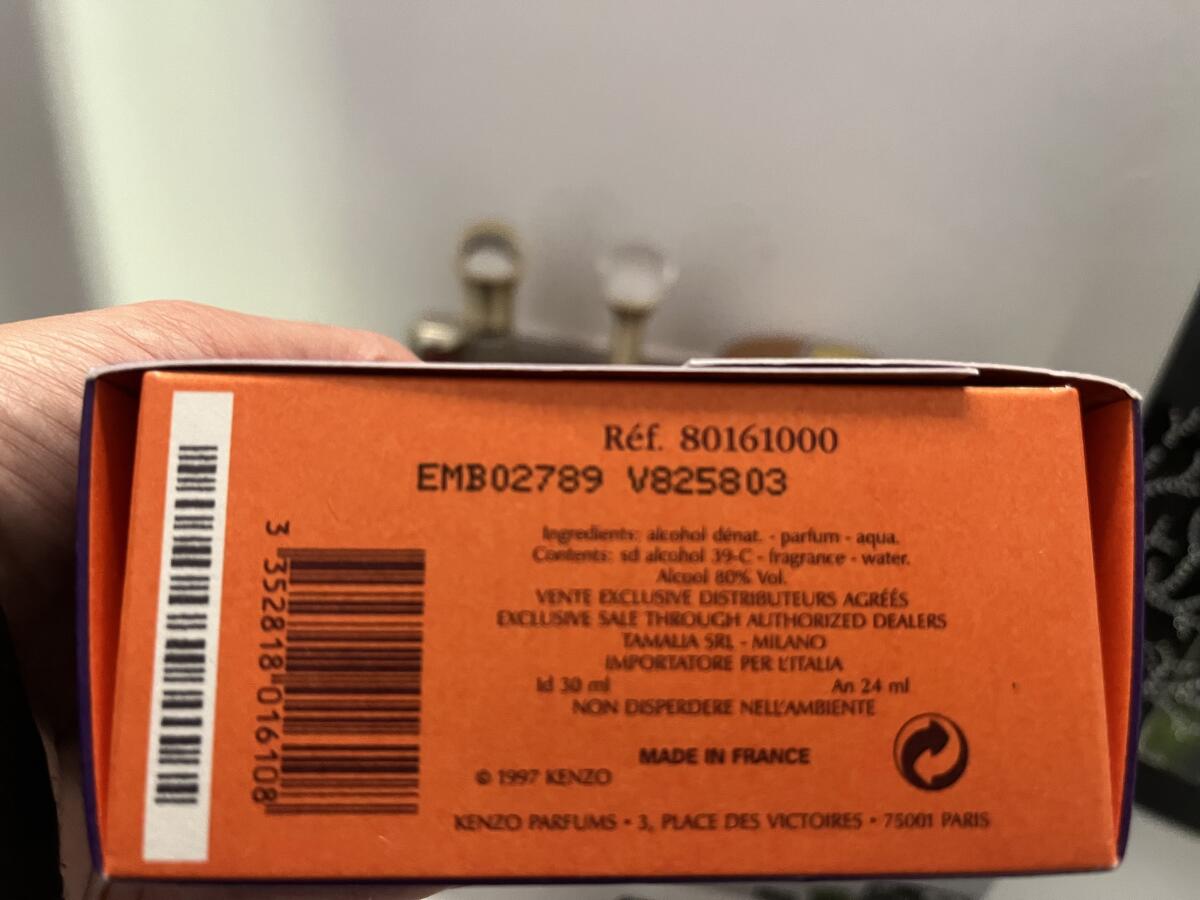 Réf. 80161000
EMB02789 V825803
Ingredients: alcohol dénat. - parfum - aqua.
Contents: sd alcohol 39-C - fragrance - water.
Alcool 80% Vol.
VENTE EXCLUSIVE DISTRIBUTEURS AGRÉÉS
EXCLUSIVE SALE THROUGH AUTHORIZED DEALERS
TAMALIA SRL - MILANO
IMPORTATORE PER L'ITALIA
Id 30 ml An 24 ml
NON DISPERDERE NELL'AMBIENTE
MADE IN FRANCE
© 1997 KENZO
KENZO PARFUMS • 3, PLACE DES VICTOIRES • 75001 PARIS
3 352818 016108